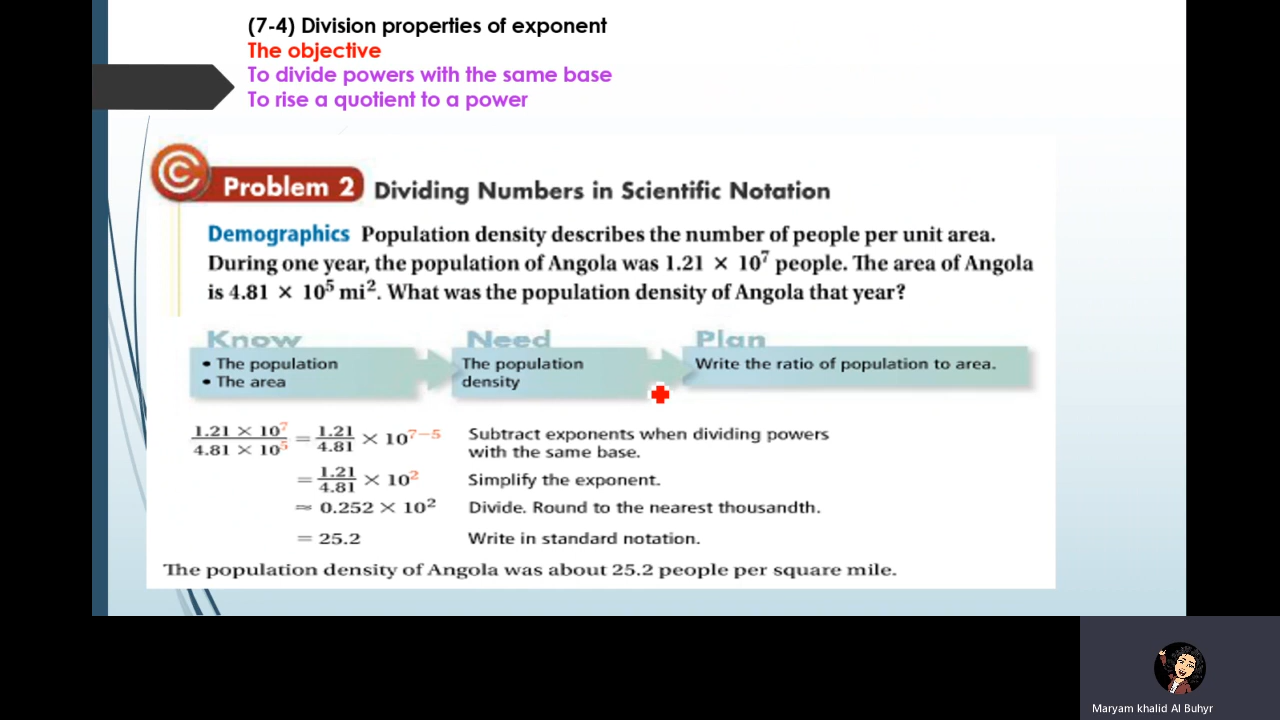 (7-4) Division properties of exponent
The objective
To divide powers with the same base
To rise a quotient to a power
Problem 2 Dividing Numbers in Scientific Notation
Demographics Population density describes the number of people per unit area.
During one year, the population of Angola was 1.21 × 10⁷ people. The area of Angola
is 4.81 × 10⁵ mi². What was the population density of Angola that year?
Know Need Plan
• The population The population Write the ratio of population to area.
• The area density
1.21 × 10⁷ / 4.81 × 10⁵ = 1.21 / 4.81 × 10⁷⁻⁵ Subtract exponents when dividing powers
with the same base.
= 1.21 / 4.81 × 10² Simplify the exponent.
≈ 0.252 × 10² Divide. Round to the nearest thousandth.
= 25.2 Write in standard notation.
The population density of Angola was about 25.2 people per square mile.
Maryam khalid Al Buhyr